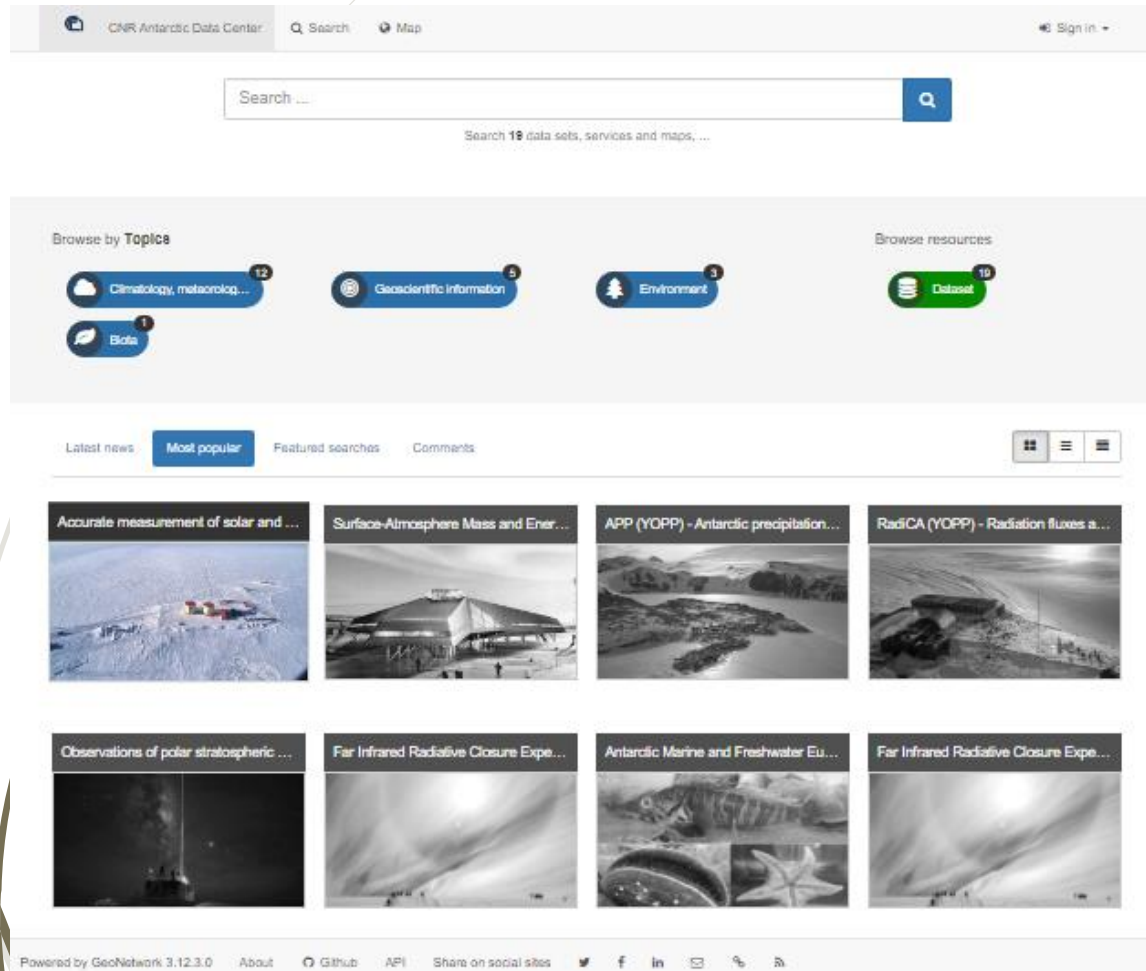 CNR Antarctic Data Center Search Map Sign in
Search ...
Search 19 data sets, services and maps, ...
Browse by Topics Browse resources
Climatology, meteorolog... 12 Geoscientific information 5 Environment 3 Dataset 19
Biota 1
Latest news Most popular Featured searches Comments
Accurate measurement of solar and ... Surface-Atmosphere Mass and Ener... APP (YOPP) - Antarctic precipitation... RadiCA (YOPP) - Radiation fluxes a...
Observations of polar stratospheric ... Far Infrared Radiative Closure Expe... Antarctic Marine and Freshwater Eu... Far Infrared Radiative Closure Expe...
Powered by GeoNetwork 3.12.3.0 About Github API Share on social sites